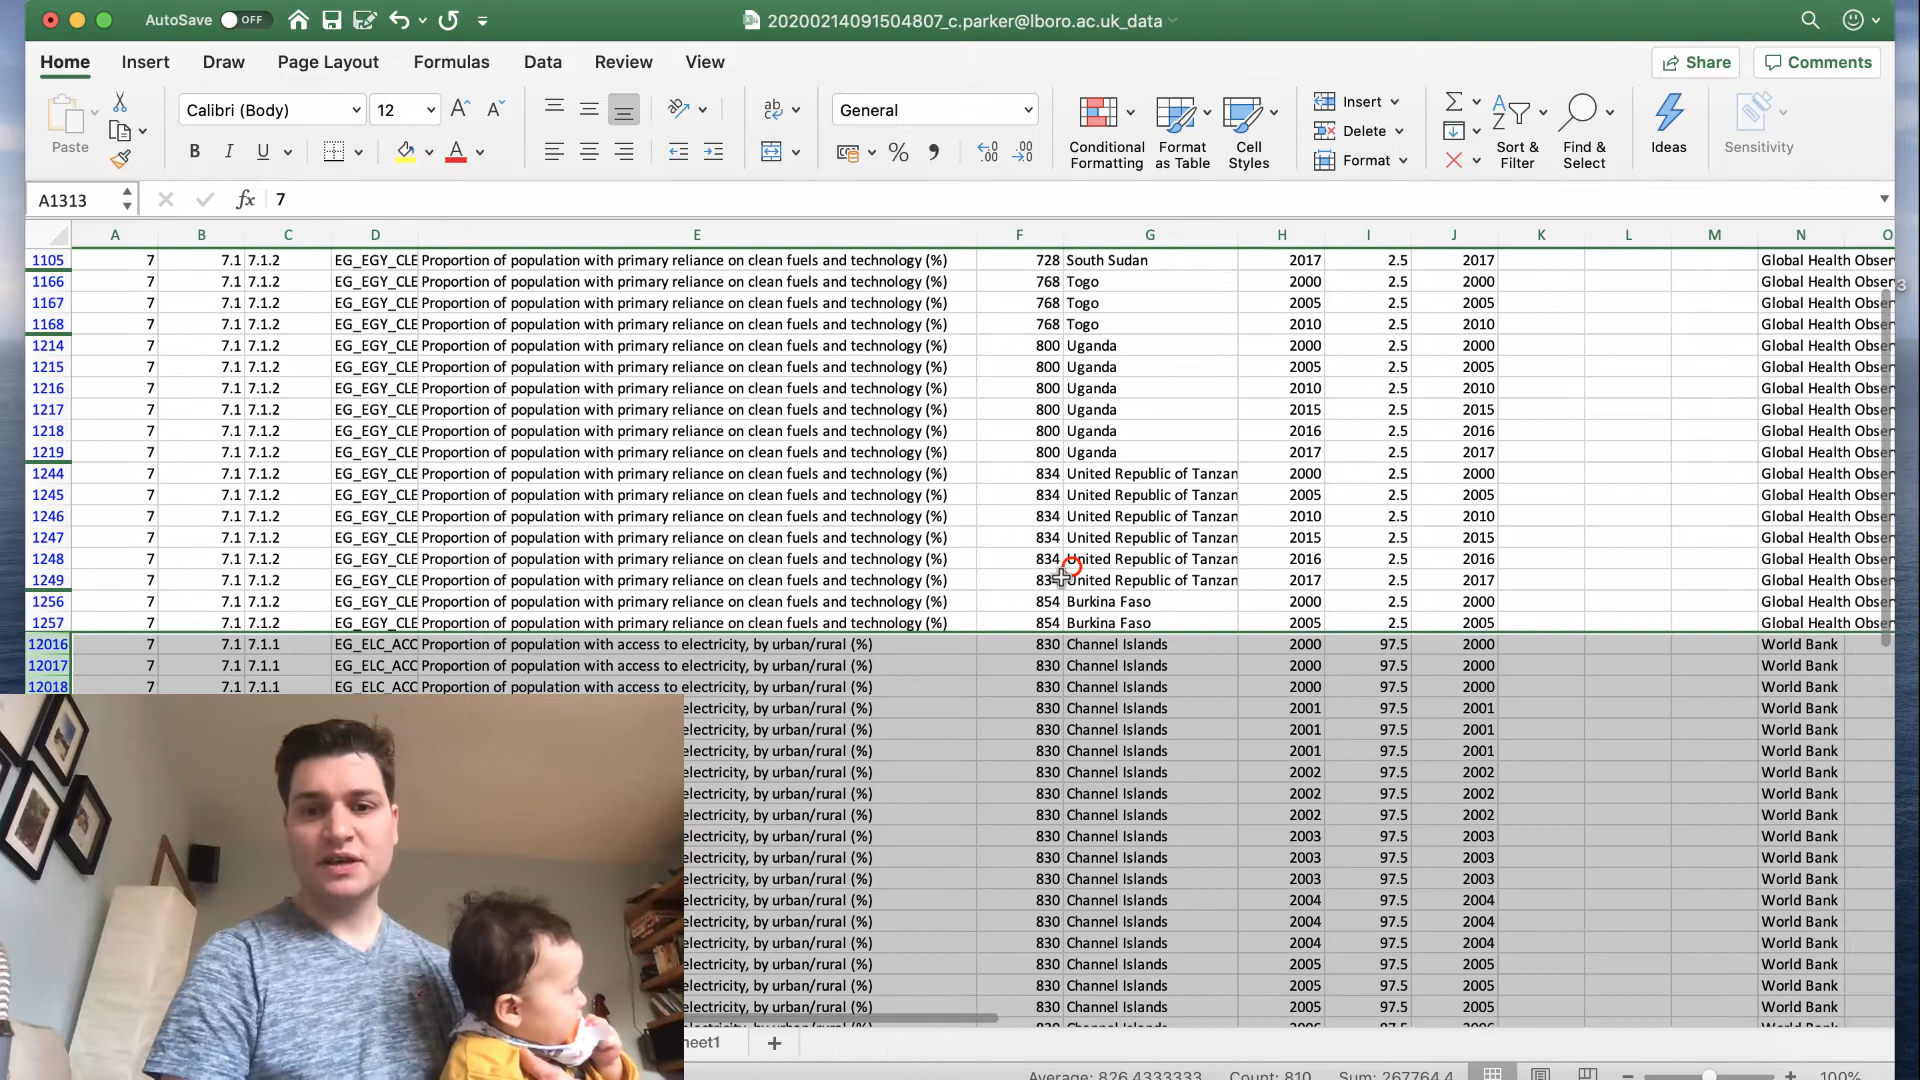 AutoSave OFF 20200214091504807_c.parker@lboro.ac.uk_data
Home Insert Draw Page Layout Formulas Data Review View Share Comments
Paste Calibri (Body) 12 General Conditional Formatting Format as Table Cell Styles Insert Delete Format Sort & Filter Find & Select Ideas Sensitivity
A1313 fx 7
A B C D E F G H I J K L M N O
1105 7 7.1 7.1.2 EG_EGY_CLE Proportion of population with primary reliance on clean fuels and technology (%) 728 South Sudan 2017 2.5 2017 Global Health Obser
1166 7 7.1 7.1.2 EG_EGY_CLE Proportion of population with primary reliance on clean fuels and technology (%) 768 Togo 2000 2.5 2000 Global Health Obser
1167 7 7.1 7.1.2 EG_EGY_CLE Proportion of population with primary reliance on clean fuels and technology (%) 768 Togo 2005 2.5 2005 Global Health Obser
1168 7 7.1 7.1.2 EG_EGY_CLE Proportion of population with primary reliance on clean fuels and technology (%) 768 Togo 2010 2.5 2010 Global Health Obser
1214 7 7.1 7.1.2 EG_EGY_CLE Proportion of population with primary reliance on clean fuels and technology (%) 800 Uganda 2000 2.5 2000 Global Health Obser
1215 7 7.1 7.1.2 EG_EGY_CLE Proportion of population with primary reliance on clean fuels and technology (%) 800 Uganda 2005 2.5 2005 Global Health Obser
1216 7 7.1 7.1.2 EG_EGY_CLE Proportion of population with primary reliance on clean fuels and technology (%) 800 Uganda 2010 2.5 2010 Global Health Obser
1217 7 7.1 7.1.2 EG_EGY_CLE Proportion of population with primary reliance on clean fuels and technology (%) 800 Uganda 2015 2.5 2015 Global Health Obser
1218 7 7.1 7.1.2 EG_EGY_CLE Proportion of population with primary reliance on clean fuels and technology (%) 800 Uganda 2016 2.5 2016 Global Health Obser
1219 7 7.1 7.1.2 EG_EGY_CLE Proportion of population with primary reliance on clean fuels and technology (%) 800 Uganda 2017 2.5 2017 Global Health Obser
1244 7 7.1 7.1.2 EG_EGY_CLE Proportion of population with primary reliance on clean fuels and technology (%) 834 United Republic of Tanzan 2000 2.5 2000 Global Health Obser
1245 7 7.1 7.1.2 EG_EGY_CLE Proportion of population with primary reliance on clean fuels and technology (%) 834 United Republic of Tanzan 2005 2.5 2005 Global Health Obser
1246 7 7.1 7.1.2 EG_EGY_CLE Proportion of population with primary reliance on clean fuels and technology (%) 834 United Republic of Tanzan 2010 2.5 2010 Global Health Obser
1247 7 7.1 7.1.2 EG_EGY_CLE Proportion of population with primary reliance on clean fuels and technology (%) 834 United Republic of Tanzan 2015 2.5 2015 Global Health Obser
1248 7 7.1 7.1.2 EG_EGY_CLE Proportion of population with primary reliance on clean fuels and technology (%) 834 United Republic of Tanzan 2016 2.5 2016 Global Health Obser
1249 7 7.1 7.1.2 EG_EGY_CLE Proportion of population with primary reliance on clean fuels and technology (%) 83 United Republic of Tanzan 2017 2.5 2017 Global Health Obser
1256 7 7.1 7.1.2 EG_EGY_CLE Proportion of population with primary reliance on clean fuels and technology (%) 854 Burkina Faso 2000 2.5 2000 Global Health Obser
1257 7 7.1 7.1.2 EG_EGY_CLE Proportion of population with primary reliance on clean fuels and technology (%) 854 Burkina Faso 2005 2.5 2005 Global Health Obser
12016 7 7.1 7.1.1 EG_ELC_ACC Proportion of population with access to electricity, by urban/rural (%) 830 Channel Islands 2000 97.5 2000 World Bank
12017 7 7.1 7.1.1 EG_ELC_ACC Proportion of population with access to electricity, by urban/rural (%) 830 Channel Islands 2000 97.5 2000 World Bank
12018 7 7.1 7.1.1 EG_ELC_ACC Proportion of population with access to electricity, by urban/rural (%) 830 Channel Islands 2000 97.5 2000 World Bank
electricity, by urban/rural (%) 830 Channel Islands 2001 97.5 2001 World Bank
electricity, by urban/rural (%) 830 Channel Islands 2001 97.5 2001 World Bank
electricity, by urban/rural (%) 830 Channel Islands 2001 97.5 2001 World Bank
electricity, by urban/rural (%) 830 Channel Islands 2002 97.5 2002 World Bank
electricity, by urban/rural (%) 830 Channel Islands 2002 97.5 2002 World Bank
electricity, by urban/rural (%) 830 Channel Islands 2002 97.5 2002 World Bank
electricity, by urban/rural (%) 830 Channel Islands 2003 97.5 2003 World Bank
electricity, by urban/rural (%) 830 Channel Islands 2003 97.5 2003 World Bank
electricity, by urban/rural (%) 830 Channel Islands 2003 97.5 2003 World Bank
electricity, by urban/rural (%) 830 Channel Islands 2004 97.5 2004 World Bank
electricity, by urban/rural (%) 830 Channel Islands 2004 97.5 2004 World Bank
electricity, by urban/rural (%) 830 Channel Islands 2004 97.5 2004 World Bank
electricity, by urban/rural (%) 830 Channel Islands 2005 97.5 2005 World Bank
electricity, by urban/rural (%) 830 Channel Islands 2005 97.5 2005 World Bank
electricity, by urban/rural (%) 830 Channel Islands 2005 97.5 2005 World Bank
heet1
Average: 826.4333333 Count: 810 Sum: 267764.4 100%